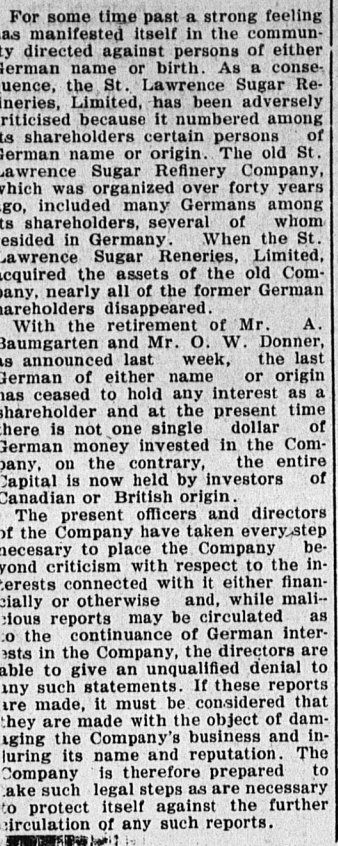 For some time past a strong feeling
as manifested itself in the commun-
ty directed against persons of either
German name or birth. As a conse-
uence, the St. Lawrence Sugar Re-
ineries, Limited, has been adversely
riticised because it numbered among
ts shareholders certain persons of
German name or origin. The old St.
Lawrence Sugar Refinery Company,
which was organized over forty years
ago, included many Germans among
ts shareholders, several of whom
esided in Germany. When the St.
Lawrence Sugar Reneries, Limited,
acquired the assets of the old Com-
pany, nearly all of the former German
hareholders disappeared.
With the retirement of Mr. A.
Baumgarten and Mr. O. W. Donner,
as announced last week, the last
German of either name or origin
has ceased to hold any interest as a
shareholder and at the present time
there is not one single dollar of
German money invested in the Com-
pany, on the contrary, the entire
Capital is now held by investors of
Canadian or British origin.
The present officers and directors
of the Company have taken every step
necesary to place the Company be-
yond criticism with respect to the in-
terests connected with it either finan-
cially or otherwise and, while mali-
cious reports may be circulated as
to the continuance of German inter-
ests in the Company, the directors are
able to give an unqualified denial to
any such statements. If these reports
are made, it must be considered that
they are made with the object of dam-
aging the Company's business and in-
juring its name and reputation. The
Company is therefore prepared to
take such legal steps as are necessary
to protect itself against the further
circulation of any such reports.